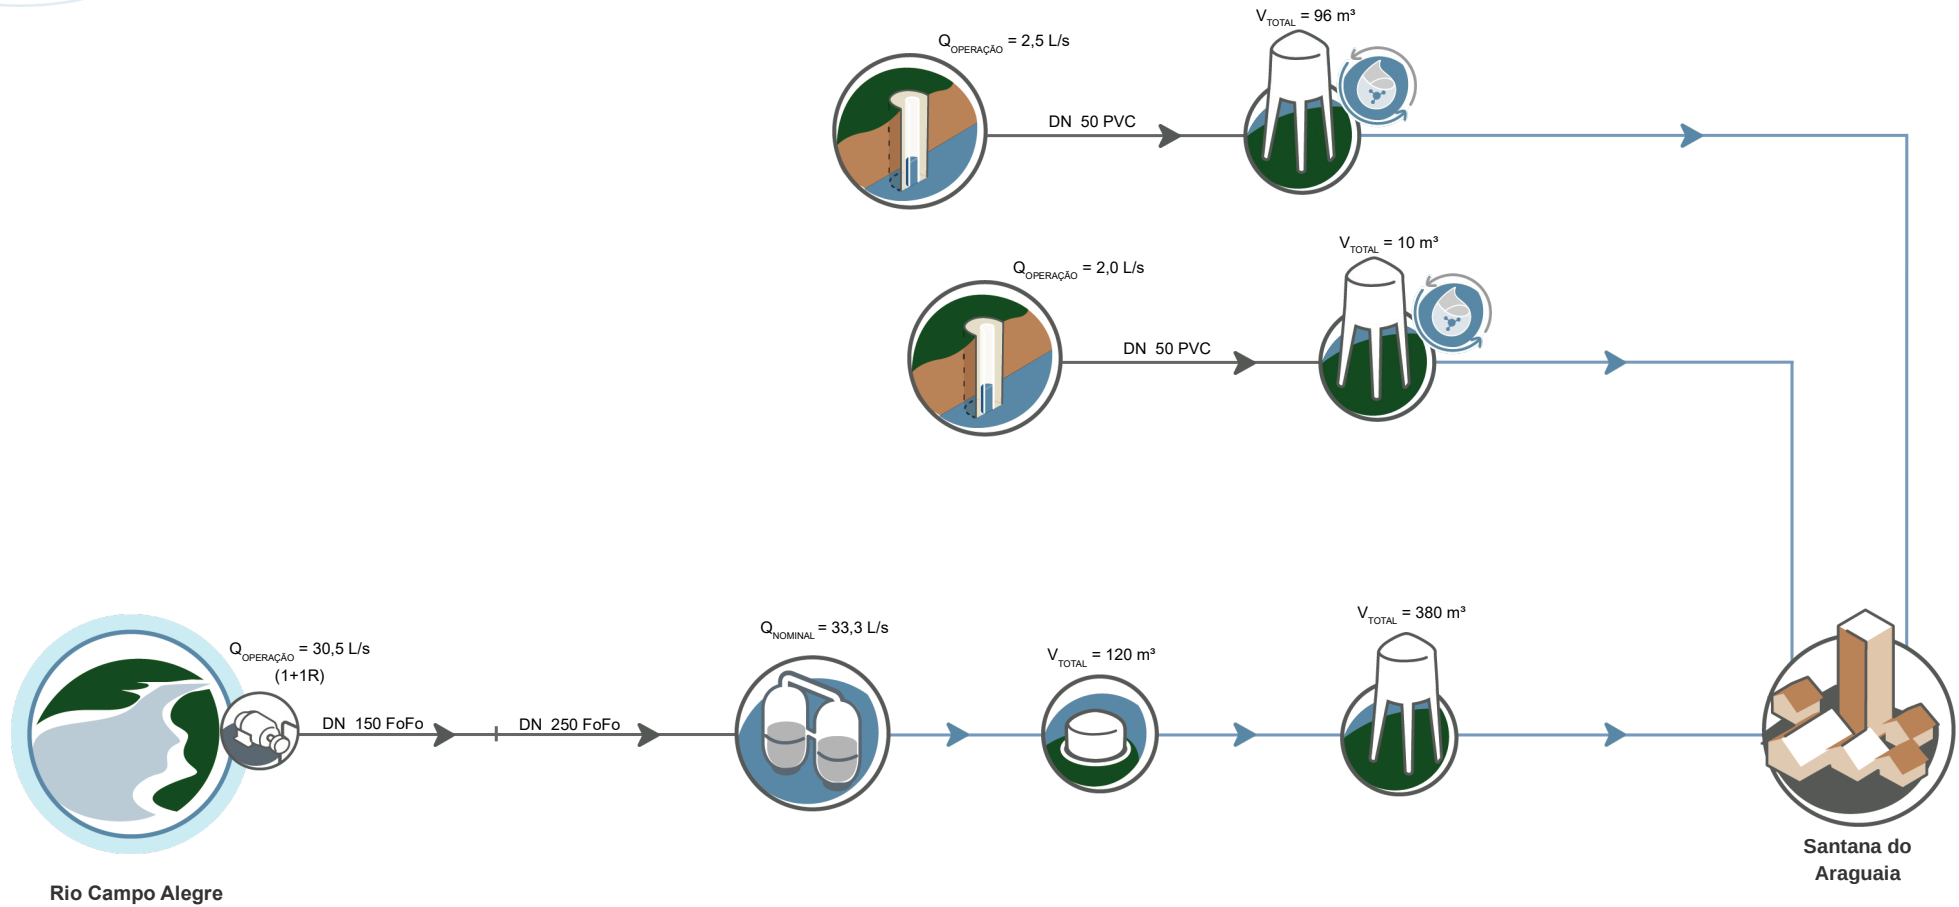 V TOTAL = 96 m³
Q OPERAÇÃO = 2,5 L/s
DN 50 PVC
V TOTAL = 10 m³
Q OPERAÇÃO = 2,0 L/s
DN 50 PVC
V TOTAL = 380 m³
Q NOMINAL = 33,3 L/s
Q OPERAÇÃO = 30,5 L/s
(1+1R)
V TOTAL = 120 m³
DN 150 FoFo
DN 250 FoFo
Santana do
Araguaia
Rio Campo Alegre